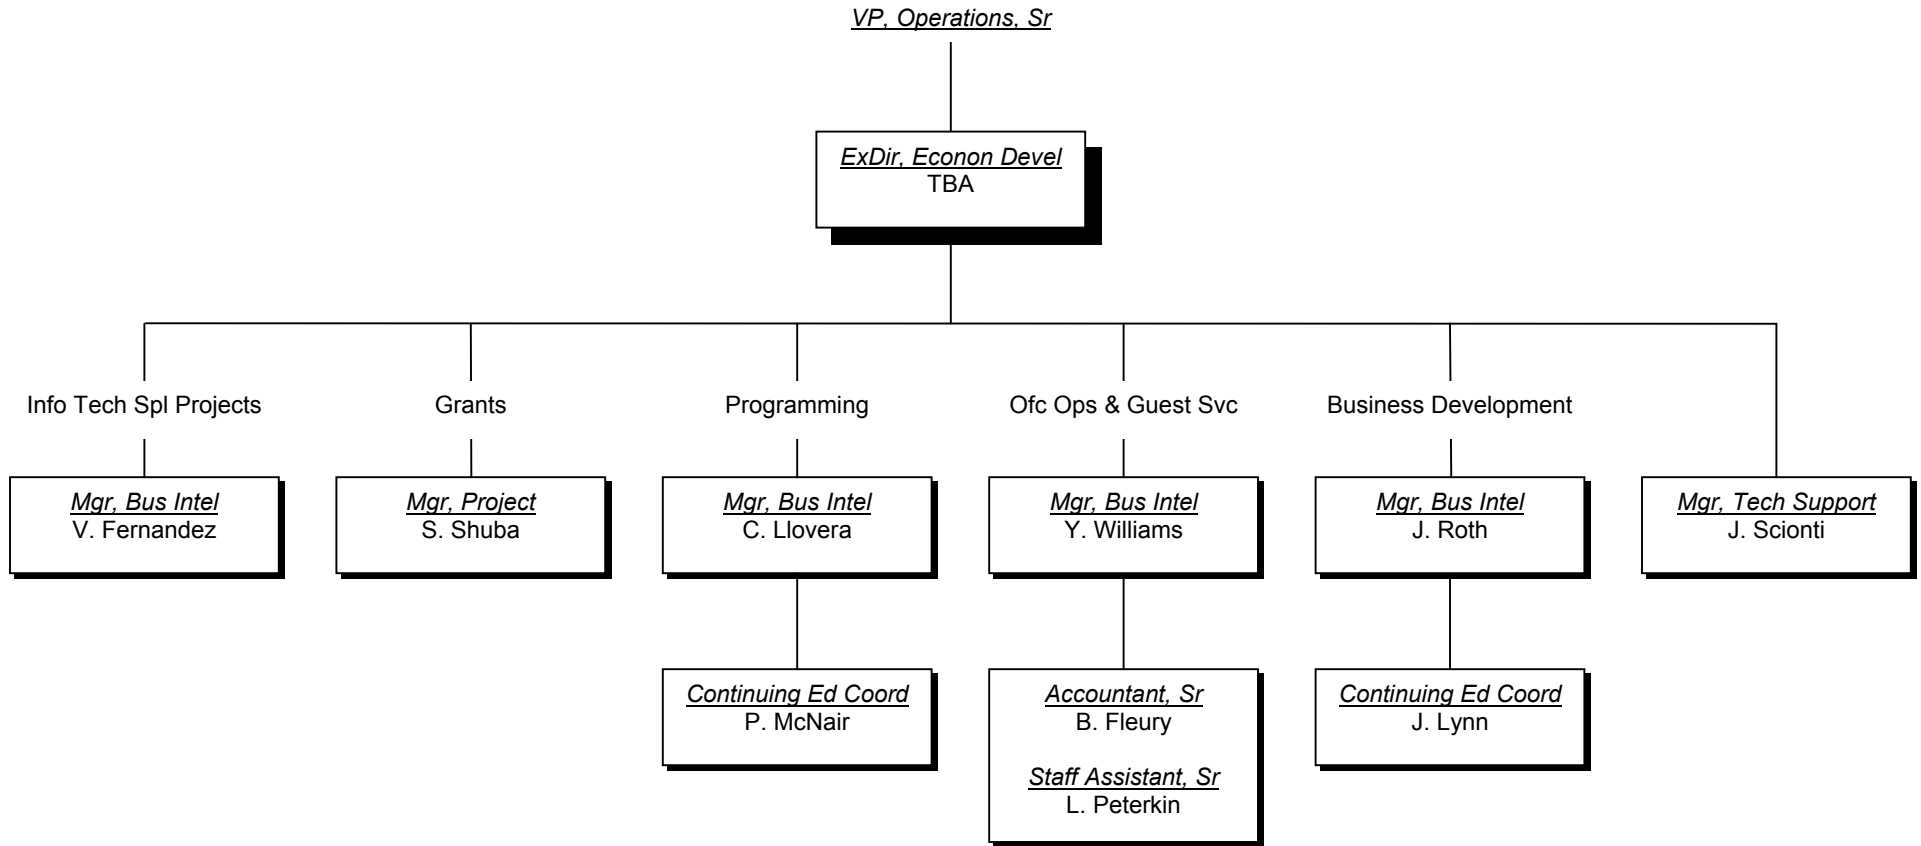 VP, Operations, Sr
ExDir, Econon Devel
TBA
Info Tech Spl Projects
Grants
Programming
Ofc Ops & Guest Svc
Business Development
Mgr, Bus Intel
V. Fernandez
Mgr, Project
S. Shuba
Mgr, Bus Intel
C. Llovera
Mgr, Bus Intel
Y. Williams
Mgr, Bus Intel
J. Roth
Mgr, Tech Support
J. Scionti
Continuing Ed Coord
P. McNair
Accountant, Sr
B. Fleury
Staff Assistant, Sr
L. Peterkin
Continuing Ed Coord
J. Lynn